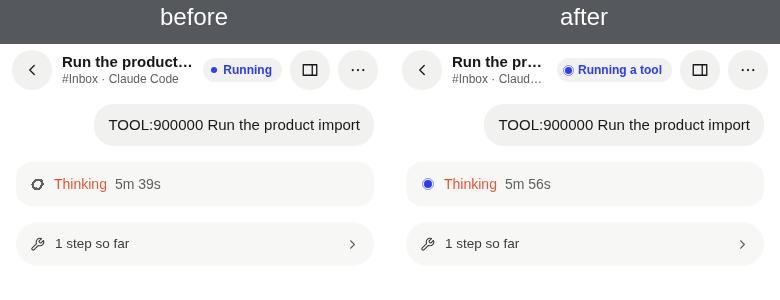 before
after
Run the product…
#Inbox · Claude Code
Running
TOOL:900000 Run the product import
Thinking 5m 39s
1 step so far
Run the pr…
#Inbox · Claud…
Running a tool
TOOL:900000 Run the product import
Thinking 5m 56s
1 step so far